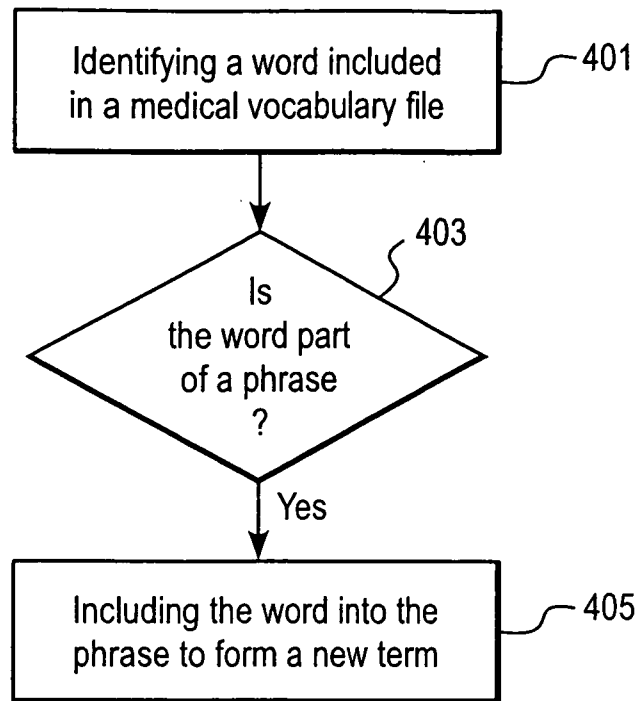 Identifying a word included
in a medical vocabulary file
401
403
Is
the word part
of a phrase
?
Yes
Including the word into the
phrase to form a new term
405